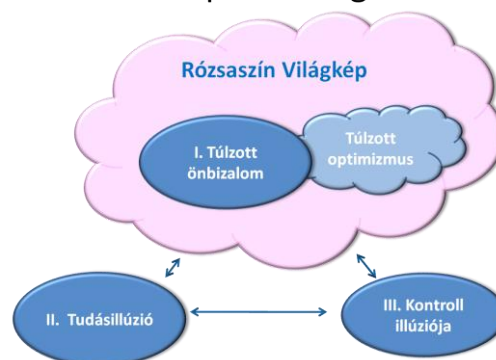 Rózsaszín Világkép
I. Túlzott
önbizalom
Túlzott
optimizmus
II. Tudásillúzió
III. Kontroll
illúziója